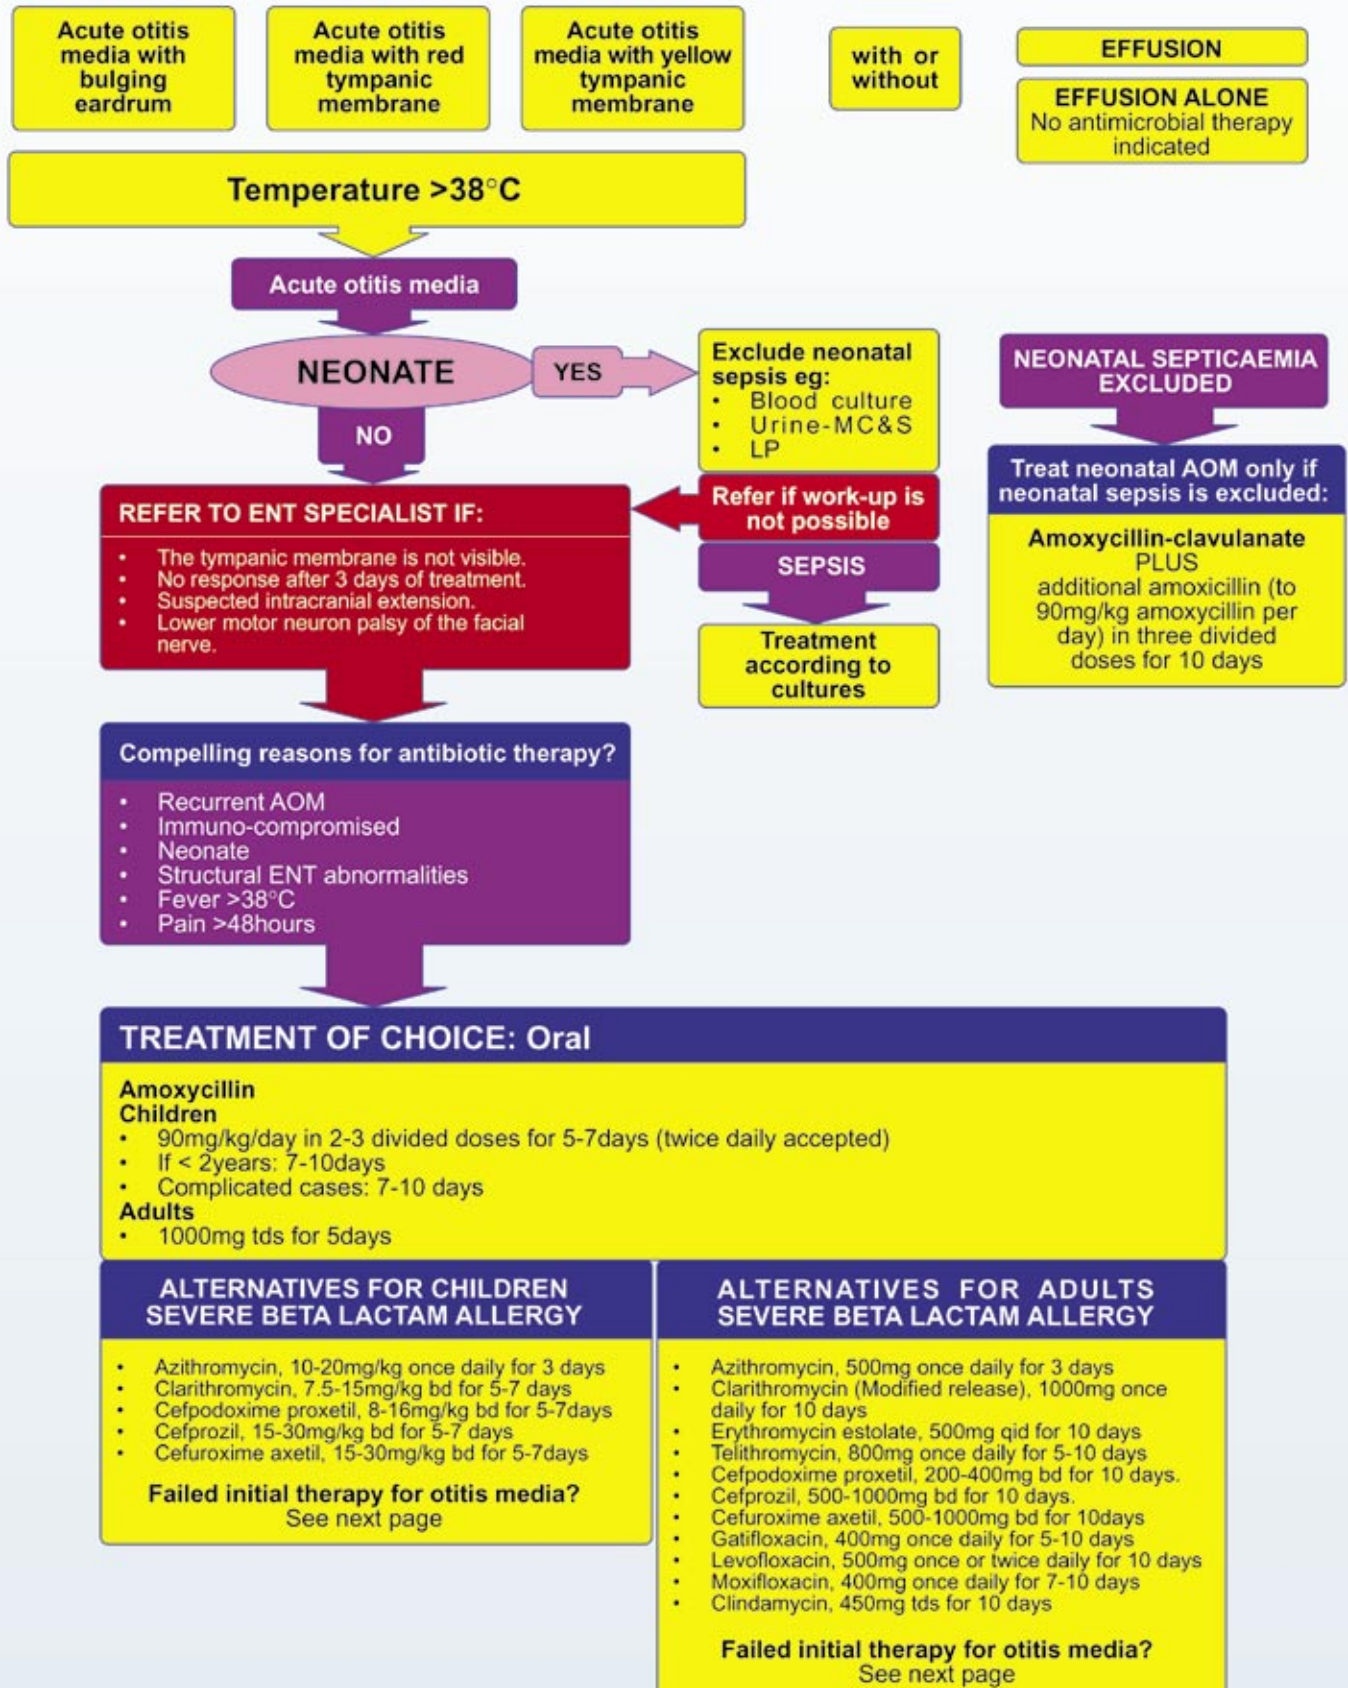 Acute otitis
media with
bulging
eardrum
Acute otitis
media with red
tympanic
membrane
Acute otitis
media with yellow
tympanic
membrane
with or
without
EFFUSION
EFFUSION ALONE
No antimicrobial therapy
indicated
Temperature >38°C
Acute otitis media
NEONATE
YES
NO
Exclude neonatal
sepsis eg:
• Blood culture
• Urine-MC&S
• LP
Refer if work-up is
not possible
SEPSIS
Treatment
according to
cultures
NEONATAL SEPTICAEMIA
EXCLUDED
Treat neonatal AOM only if
neonatal sepsis is excluded:
Amoxycillin-clavulanate
PLUS
additional amoxicillin (to
90mg/kg amoxycillin per
day) in three divided
doses for 10 days
REFER TO ENT SPECIALIST IF:
• The tympanic membrane is not visible.
• No response after 3 days of treatment.
• Suspected intracranial extension.
• Lower motor neuron palsy of the facial
nerve.
Compelling reasons for antibiotic therapy?
• Recurrent AOM
• Immuno-compromised
• Neonate
• Structural ENT abnormalities
• Fever >38°C
• Pain >48hours
TREATMENT OF CHOICE: Oral
Amoxycillin
Children
• 90mg/kg/day in 2-3 divided doses for 5-7days (twice daily accepted)
• If < 2years: 7-10days
• Complicated cases: 7-10 days
Adults
• 1000mg tds for 5days
ALTERNATIVES FOR CHILDREN
SEVERE BETA LACTAM ALLERGY
• Azithromycin, 10-20mg/kg once daily for 3 days
• Clarithromycin, 7.5-15mg/kg bd for 5-7 days
• Cefpodoxime proxetil, 8-16mg/kg bd for 5-7days
• Cefprozil, 15-30mg/kg bd for 5-7 days
• Cefuroxime axetil, 15-30mg/kg bd for 5-7days
Failed initial therapy for otitis media?
See next page
ALTERNATIVES FOR ADULTS
SEVERE BETA LACTAM ALLERGY
• Azithromycin, 500mg once daily for 3 days
• Clarithromycin (Modified release), 1000mg once
daily for 10 days
• Erythromycin estolate, 500mg qid for 10 days
• Telithromycin, 800mg once daily for 5-10 days
• Cefpodoxime proxetil, 200-400mg bd for 10 days.
• Cefprozil, 500-1000mg bd for 10 days.
• Cefuroxime axetil, 500-1000mg bd for 10days
• Gatifloxacin, 400mg once daily for 5-10 days
• Levofloxacin, 500mg once or twice daily for 10 days
• Moxifloxacin, 400mg once daily for 7-10 days
• Clindamycin, 450mg tds for 10 days
Failed initial therapy for otitis media?
See next page